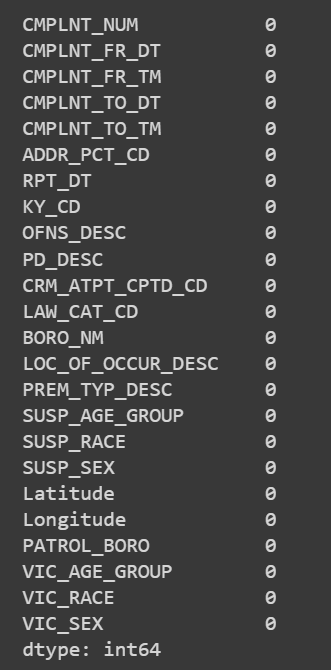 CMPLNT_NUM 0
CMPLNT_FR_DT 0
CMPLNT_FR_TM 0
CMPLNT_TO_DT 0
CMPLNT_TO_TM 0
ADDR_PCT_CD 0
RPT_DT 0
KY_CD 0
OFNS_DESC 0
PD_DESC 0
CRM_ATPT_CPTD_CD 0
LAW_CAT_CD 0
BORO_NM 0
LOC_OF_OCCUR_DESC 0
PREM_TYP_DESC 0
SUSP_AGE_GROUP 0
SUSP_RACE 0
SUSP_SEX 0
Latitude 0
Longitude 0
PATROL_BORO 0
VIC_AGE_GROUP 0
VIC_RACE 0
VIC_SEX 0
dtype: int64